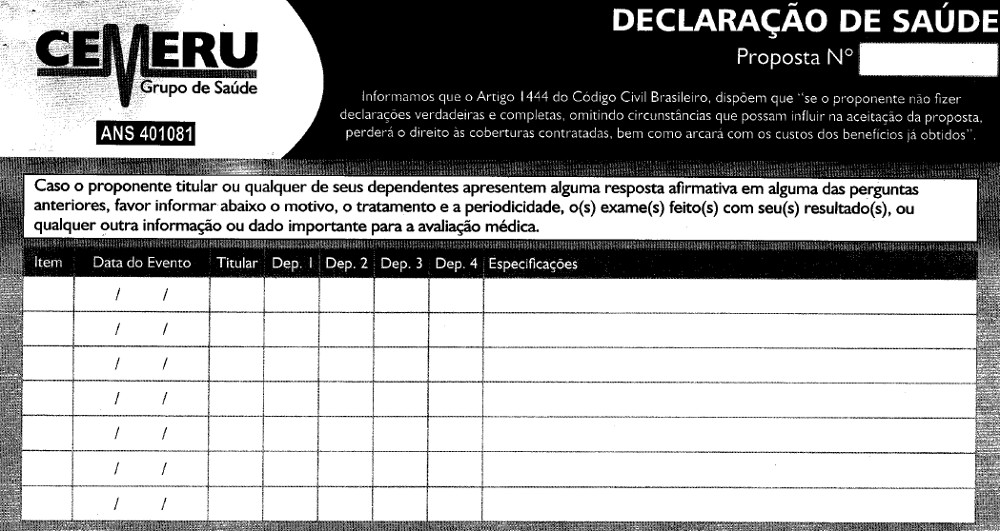 CEMERU
Grupo de Saúde
ANS 401081
DECLARAÇÃO DE SAÚDE
Proposta Nº
Informamos que o Artigo 1444 do Código Civil Brasileiro, dispõem que "se o proponente não fizer
declarações verdadeiras e completas, omitindo circunstâncias que possam influir na aceitação da proposta,
perderá o direito às coberturas contratadas, bem como arcará com os custos dos benefícios já obtidos".
Caso o proponente titular ou qualquer de seus dependentes apresentem alguma resposta afirmativa em alguma das perguntas
anteriores, favor informar abaixo o motivo, o tratamento e a periodicidade, o(s) exame(s) feito(s) com seu(s) resultado(s), ou
qualquer outra informação ou dado importante para a avaliação médica.
Item Data do Evento Titular Dep. 1 Dep. 2 Dep. 3 Dep. 4 Especificações
/ /
/ /
/ /
/ /
/ /
/ /
/ /